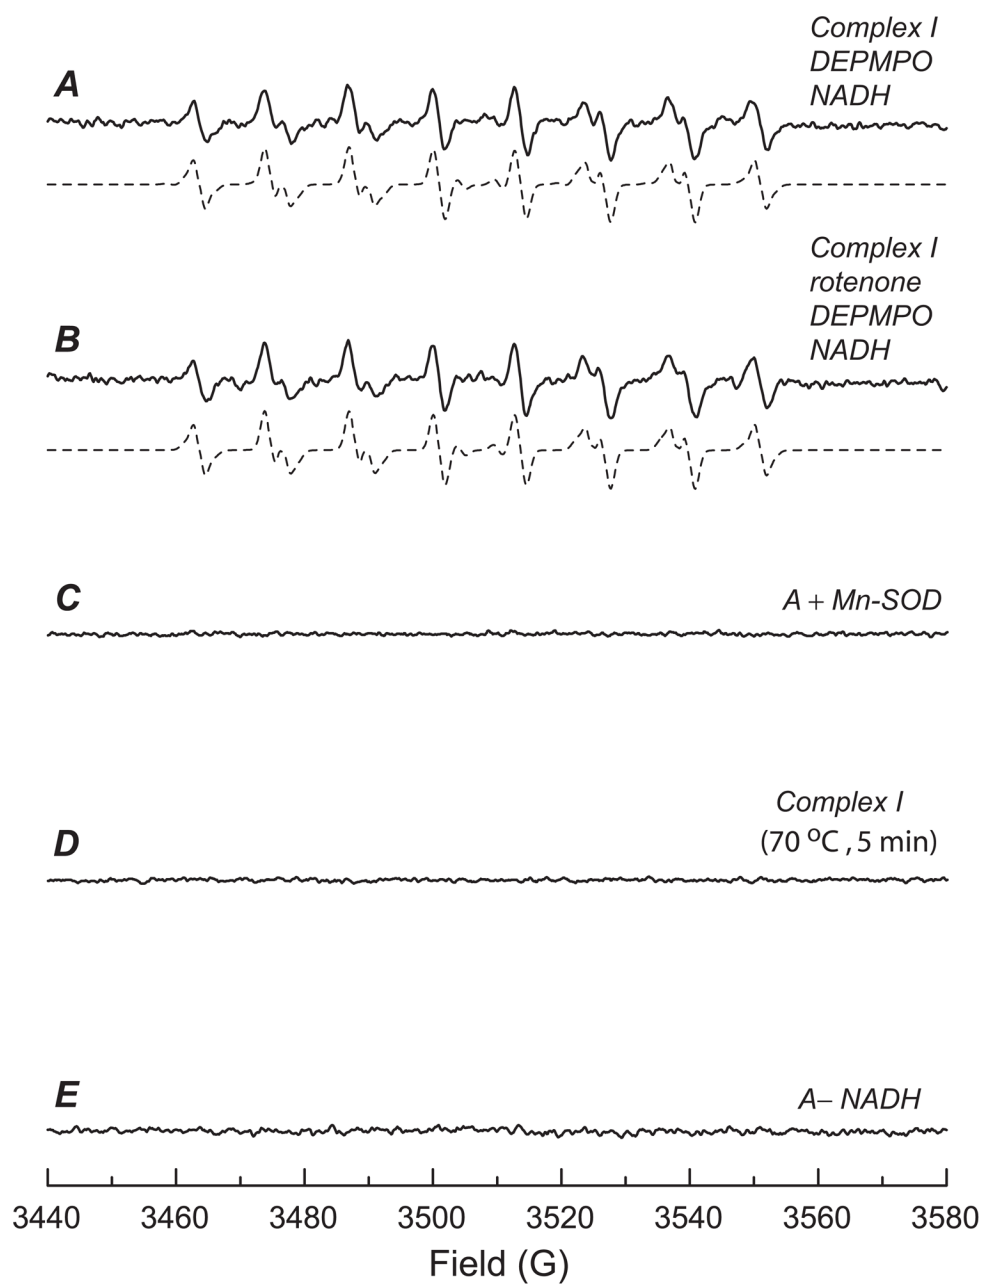 Complex I
DEPMPO
NADH
A
Complex I
rotenone
DEPMPO
NADH
B
C
A + Mn-SOD
Complex I
(70 °C , 5 min)
D
E
A– NADH
3440 3460 3480 3500 3520 3540 3560 3580
Field (G)